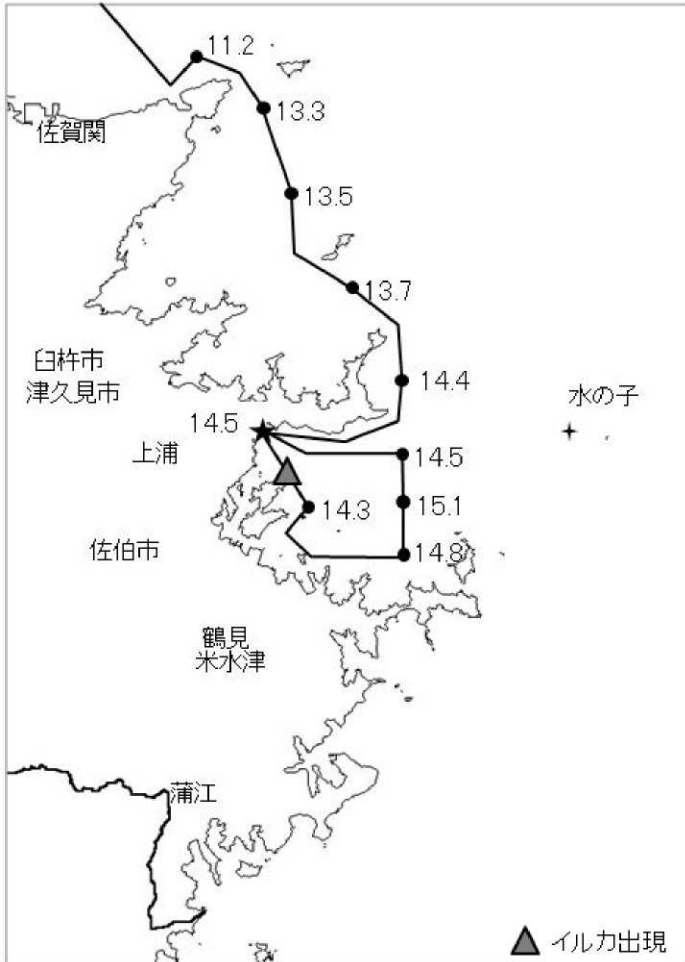 11.2
13.3
佐賀関
13.5
13.7
臼杵市
津久見市
14.4
水の子
14.5
上浦
14.5
14.3
15.1
佐伯市
14.8
鶴見
米水津
蒲江
イルカ出現